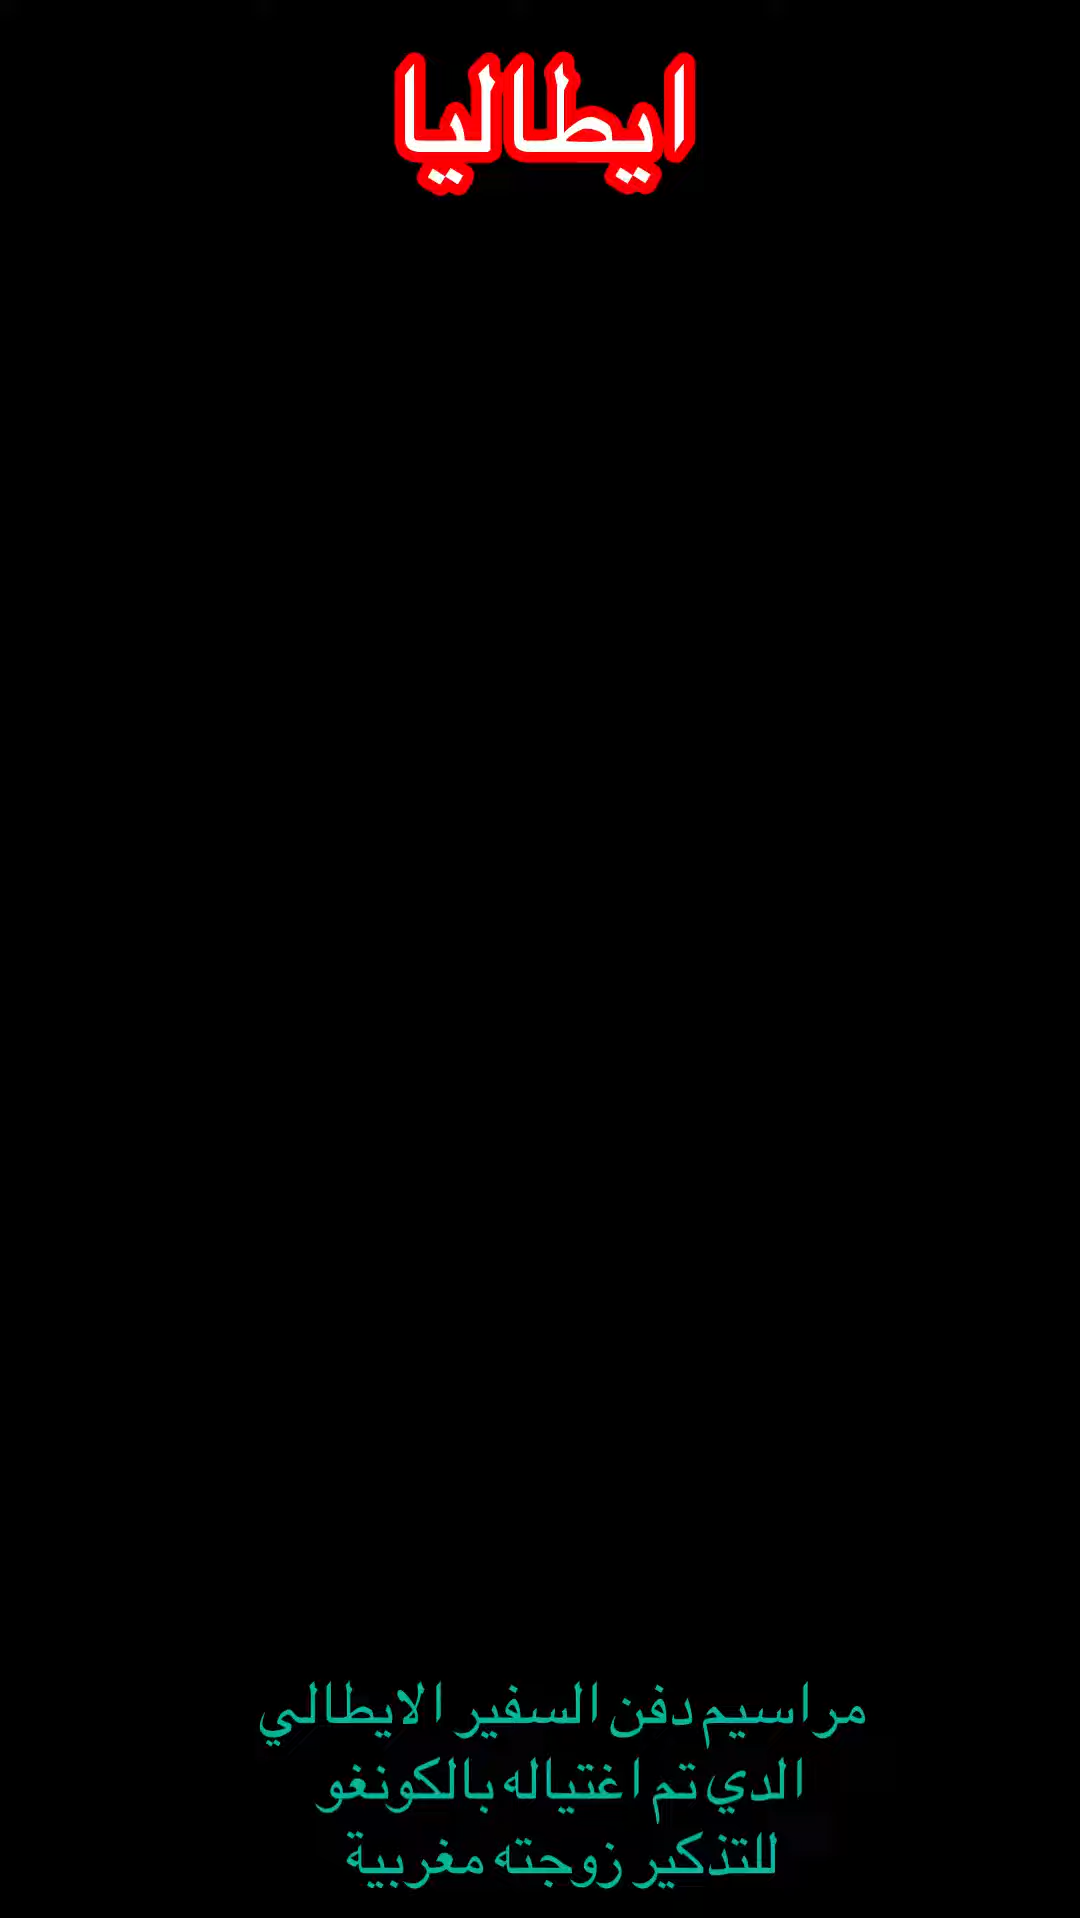 ايطاليا
مراسيم دفن السفير الايطالي
الدي تم اغتياله بالكونغو
للتذكير زوجته مغربية